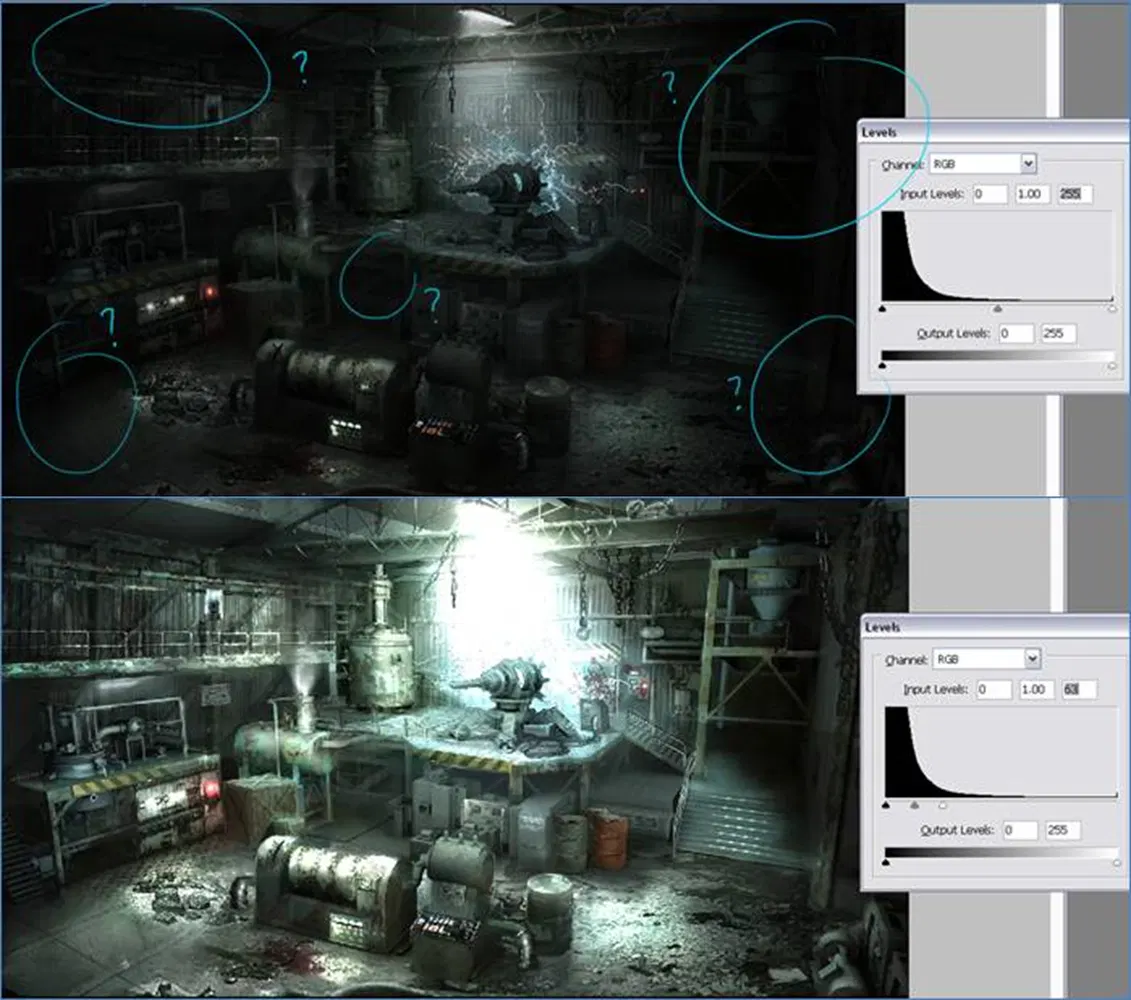 ?
?
Levels
Channel: RGB
Input Levels: 0 1.00 255
?
?
Output Levels: 0 255
?
Levels
Channel: RGB
Input Levels: 0 1.00 63
Output Levels: 0 255